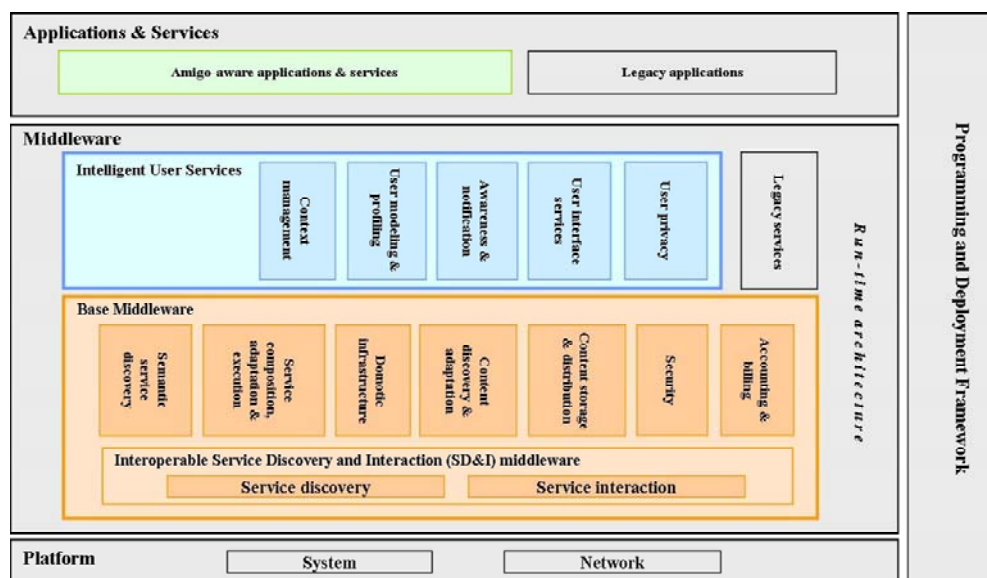 Applications & Services
Amigo-aware applications & services
Legacy applications
Middleware
Intelligent User Services
Context
management
User modeling &
profiling
Awareness &
notification
User interface
services
User privacy
Legacy services
Base Middleware
Semantic
service
discovery
Service
composition,
adaptation &
execution
Domotic
infrastructure
Content
discovery &
adaptation
Content storage
& distribution
Security
Accounting &
billing
Interoperable Service Discovery and Interaction (SD&I) middleware
Service discovery
Service interaction
Run-time architecture
Platform
System
Network
Programming and Deployment Framework